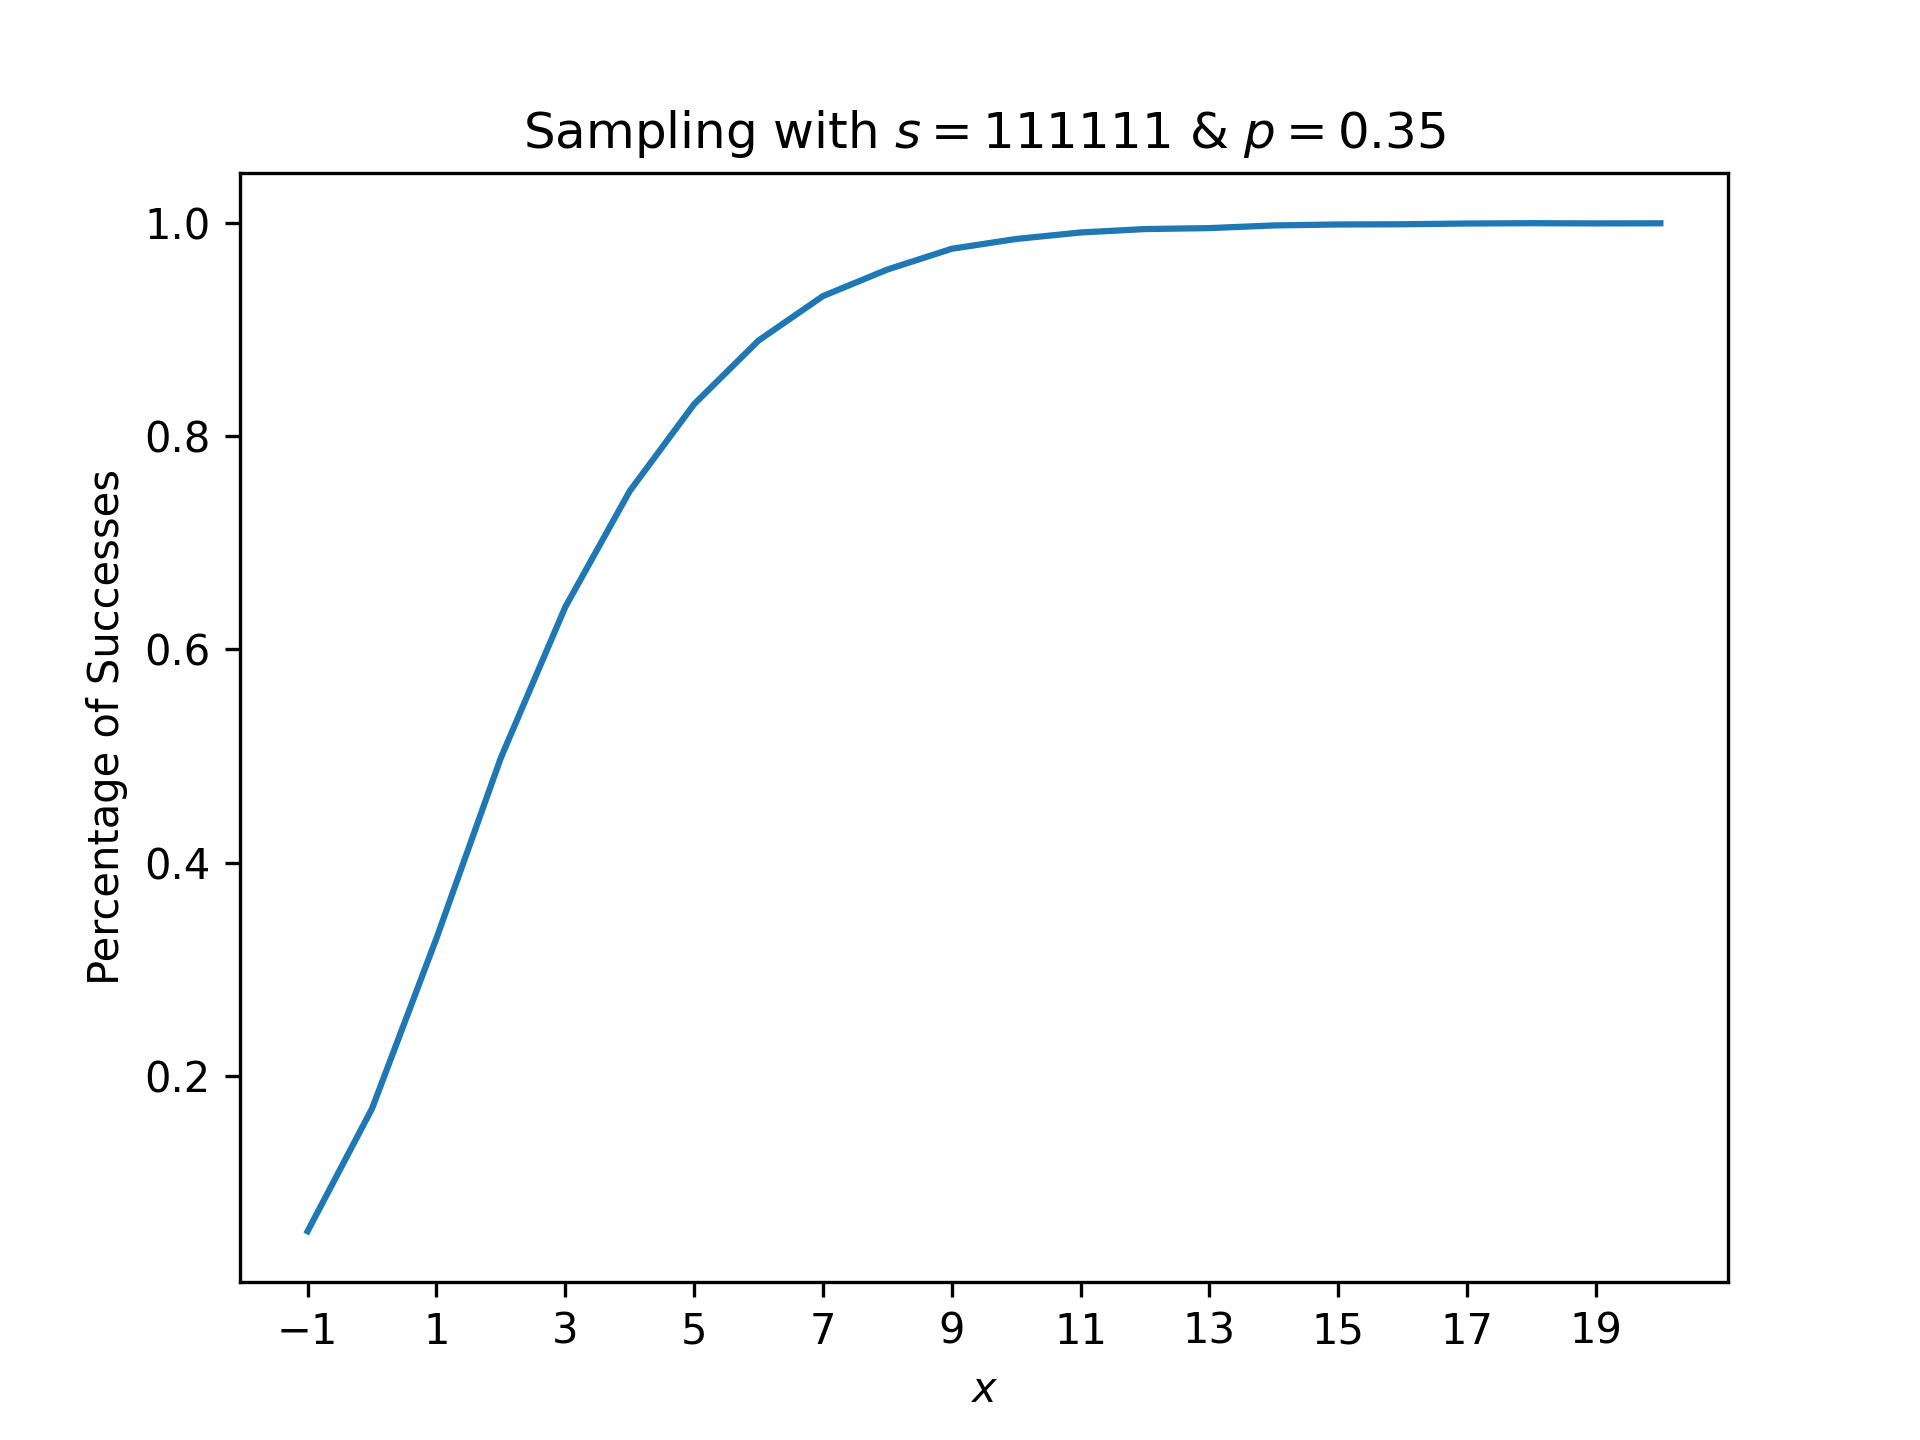 Sampling with s = 111111 & p = 0.35
Percentage of Successes
1.0
0.8
0.6
0.4
0.2
−1 1 3 5 7 9 11 13 15 17 19
x